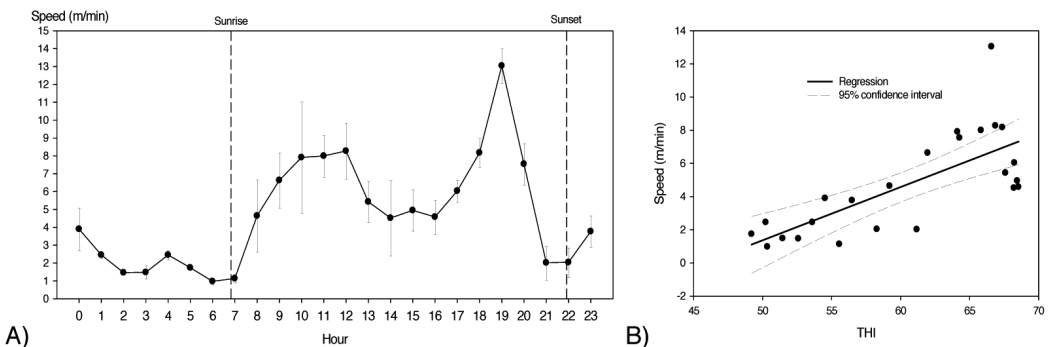 Speed (m/min)
Sunrise
Sunset
15
14
13
12
11
10
9
8
7
6
5
4
3
2
1
0
0 1 2 3 4 5 6 7 8 9 10 11 12 13 14 15 16 17 18 19 20 21 22 23
Hour
A)
14
12
10
8
6
4
2
0
-2
Speed (m/min)
Regression
95% confidence interval
45 50 55 60 65 70
THI
B)